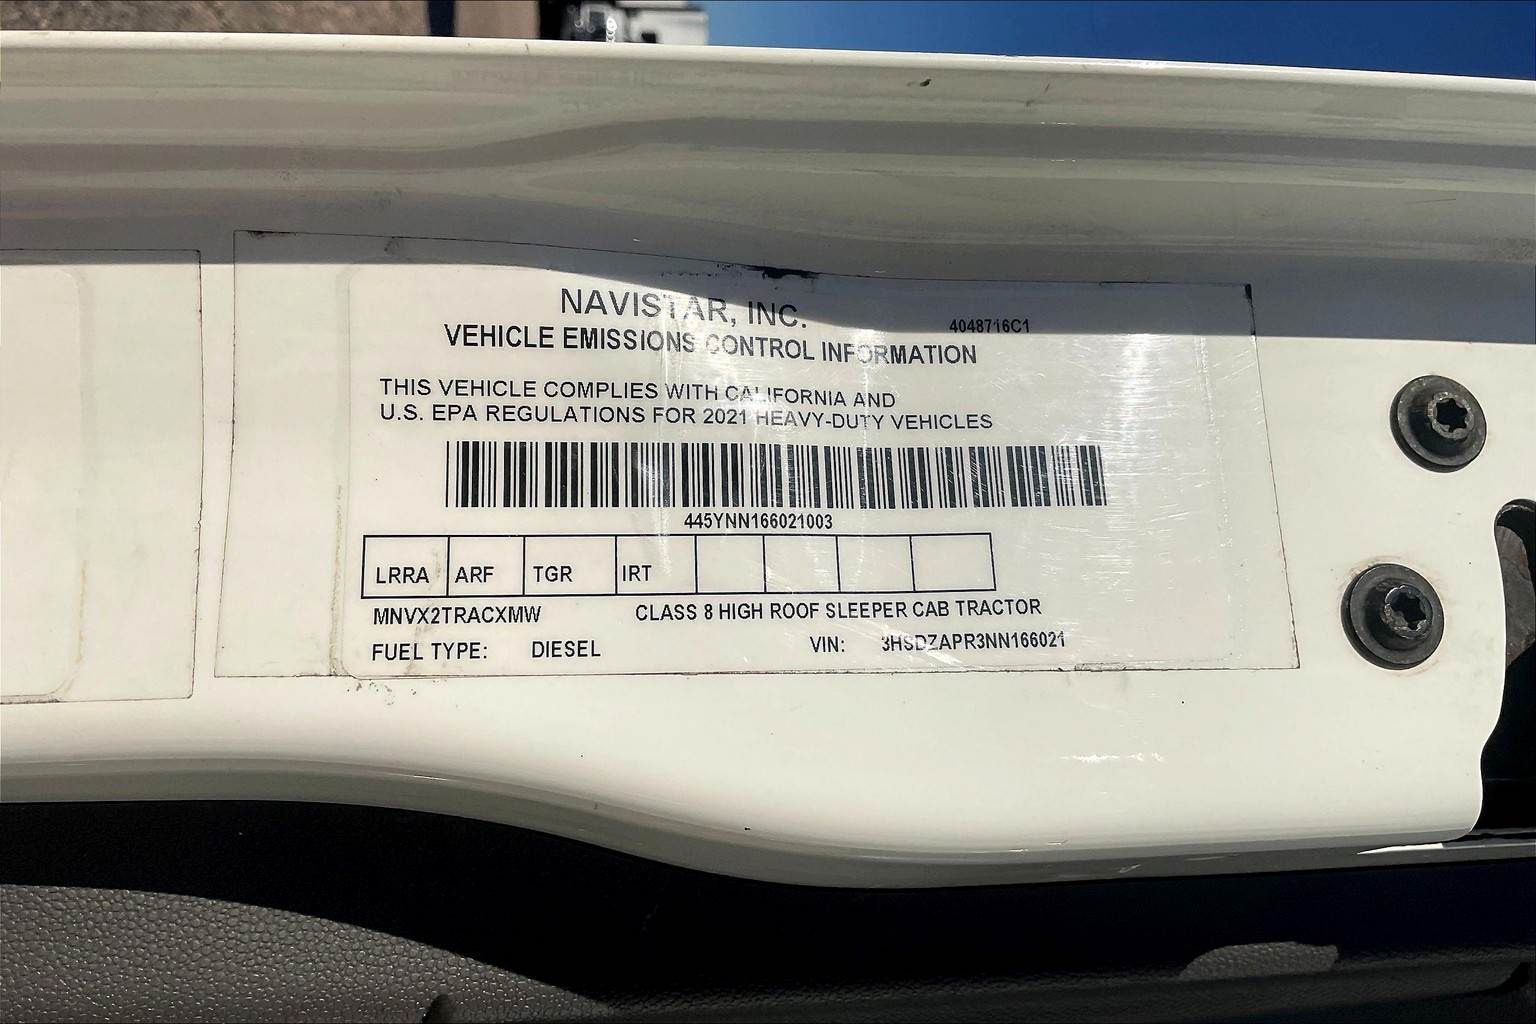 NAVISTAR, INC.
4048716C1
VEHICLE EMISSIONS CONTROL INFORMATION
THIS VEHICLE COMPLIES WITH CALIFORNIA AND
U.S. EPA REGULATIONS FOR 2021 HEAVY-DUTY VEHICLES
445YNN166021003
LRRA ARF TGR IRT
MNVX2TRACXMW CLASS 8 HIGH ROOF SLEEPER CAB TRACTOR
FUEL TYPE: DIESEL VIN: 3HSDZAPR3NN166021